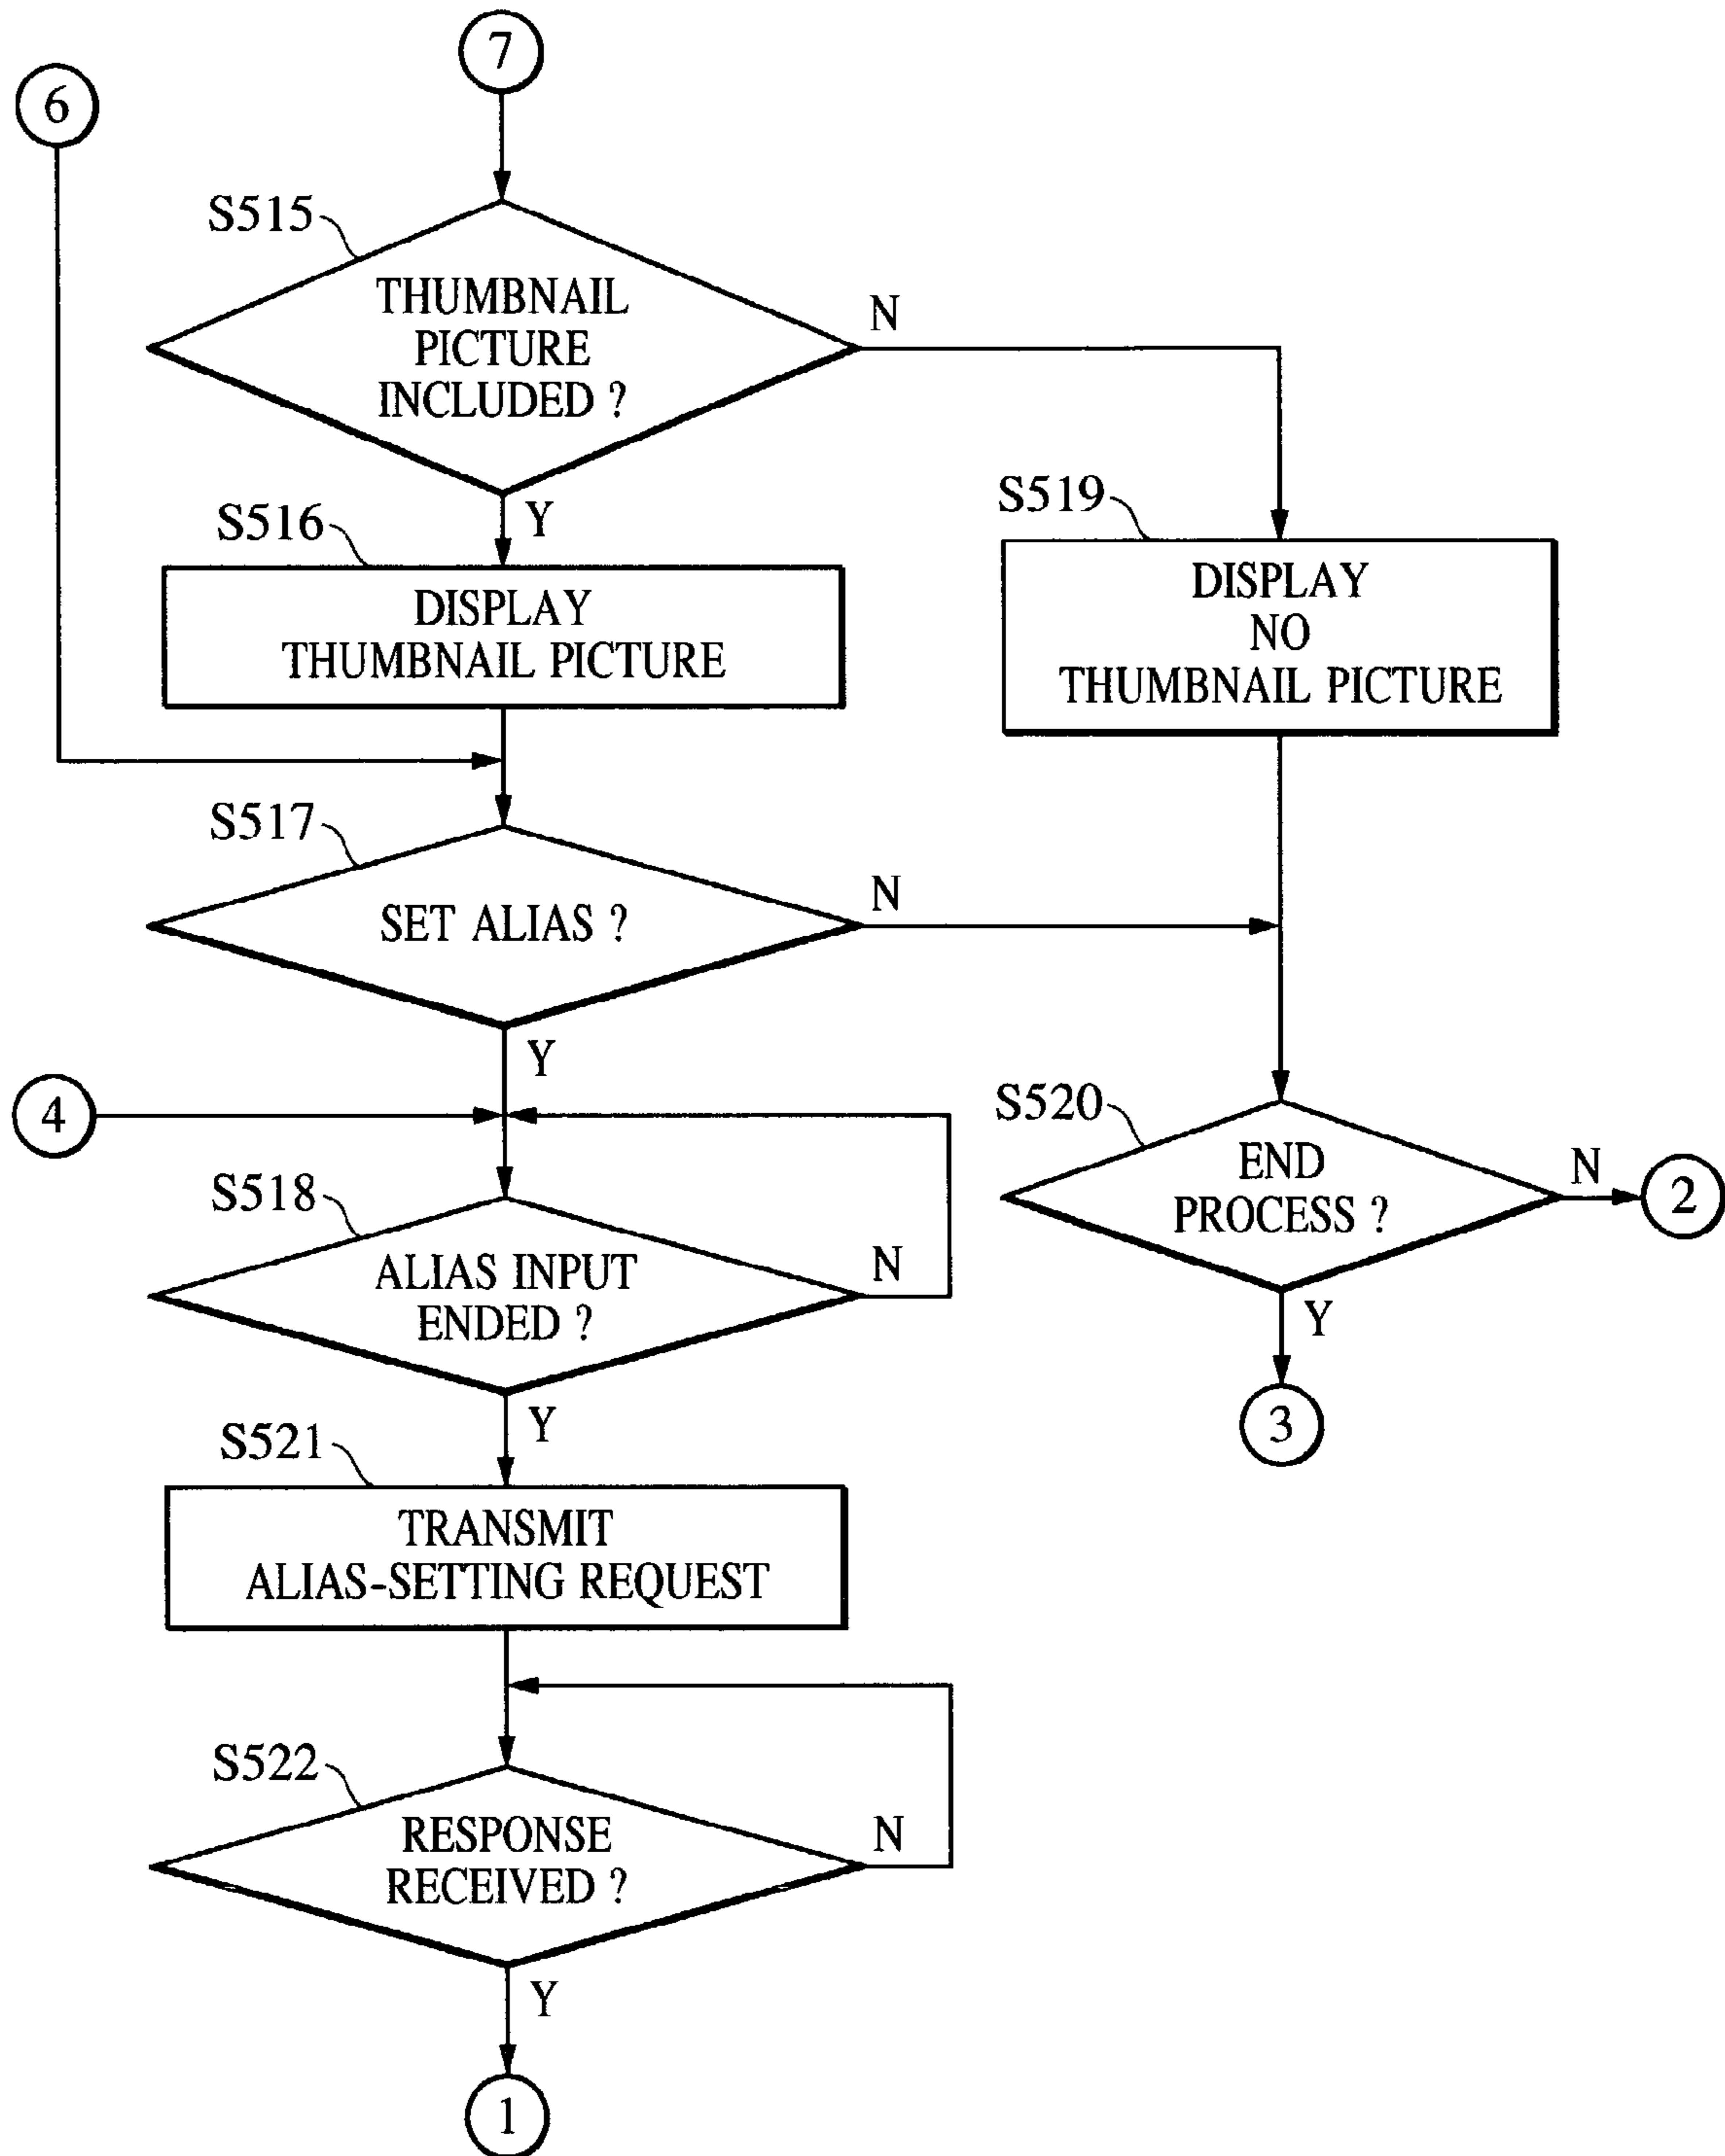 7
6
S515
THUMBNAIL
PICTURE
INCLUDED ?
N
Y
S516
DISPLAY
THUMBNAIL PICTURE
S519
DISPLAY
NO
THUMBNAIL PICTURE
S517
SET ALIAS ?
N
Y
4
S518
ALIAS INPUT
ENDED ?
N
Y
S520
END
PROCESS ?
N
2
Y
3
S521
TRANSMIT
ALIAS-SETTING REQUEST
S522
RESPONSE
RECEIVED ?
N
Y
1